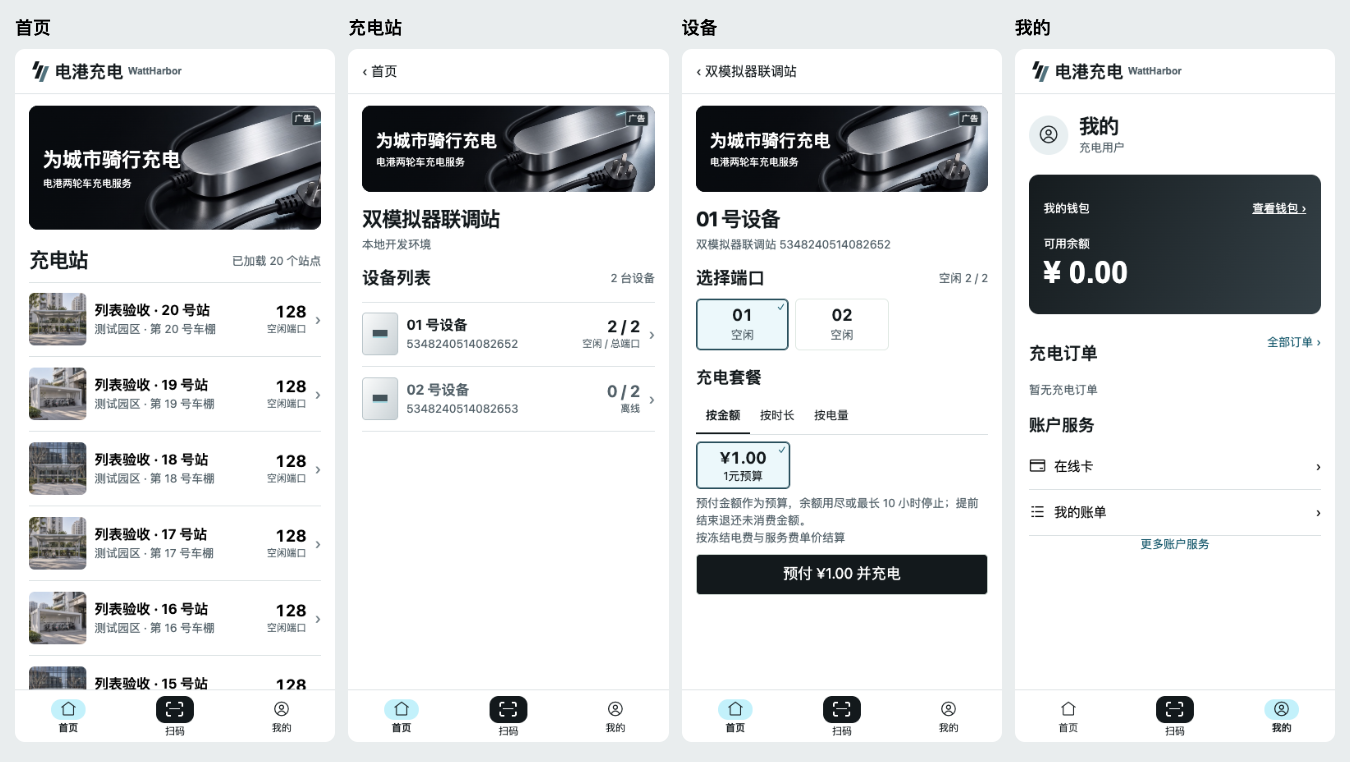 首页
电港充电 WattHarbor
广告
为城市骑行充电
电港两轮车充电服务
充电站
已加载 20 个站点
列表验收 · 20 号站
测试园区 · 第 20 号车棚
128
空闲端口
列表验收 · 19 号站
测试园区 · 第 19 号车棚
128
空闲端口
列表验收 · 18 号站
测试园区 · 第 18 号车棚
128
空闲端口
列表验收 · 17 号站
测试园区 · 第 17 号车棚
128
空闲端口
列表验收 · 16 号站
测试园区 · 第 16 号车棚
128
空闲端口
列表验收 · 15 号站
128
首页
扫码
我的
充电站
‹ 首页
广告
为城市骑行充电
电港两轮车充电服务
双模拟器联调站
本地开发环境
设备列表
2 台设备
01 号设备
5348240514082652
2 / 2
空闲 / 总端口
02 号设备
5348240514082653
0 / 2
离线
首页
扫码
我的
设备
‹ 双模拟器联调站
广告
为城市骑行充电
电港两轮车充电服务
01 号设备
双模拟器联调站 5348240514082652
选择端口
空闲 2 / 2
01
空闲
02
空闲
充电套餐
按金额 按时长 按电量
¥1.00
1元预算
预付金额作为预算，余额用尽或最长 10 小时停止；提前
结束退还未消费金额。
按冻结电费与服务费单价结算
预付 ¥1.00 并充电
首页
扫码
我的
我的
电港充电 WattHarbor
我的
充电用户
我的钱包
查看钱包 ›
可用余额
¥ 0.00
充电订单
全部订单 ›
暂无充电订单
账户服务
在线卡 ›
我的账单 ›
更多账户服务
首页
扫码
我的